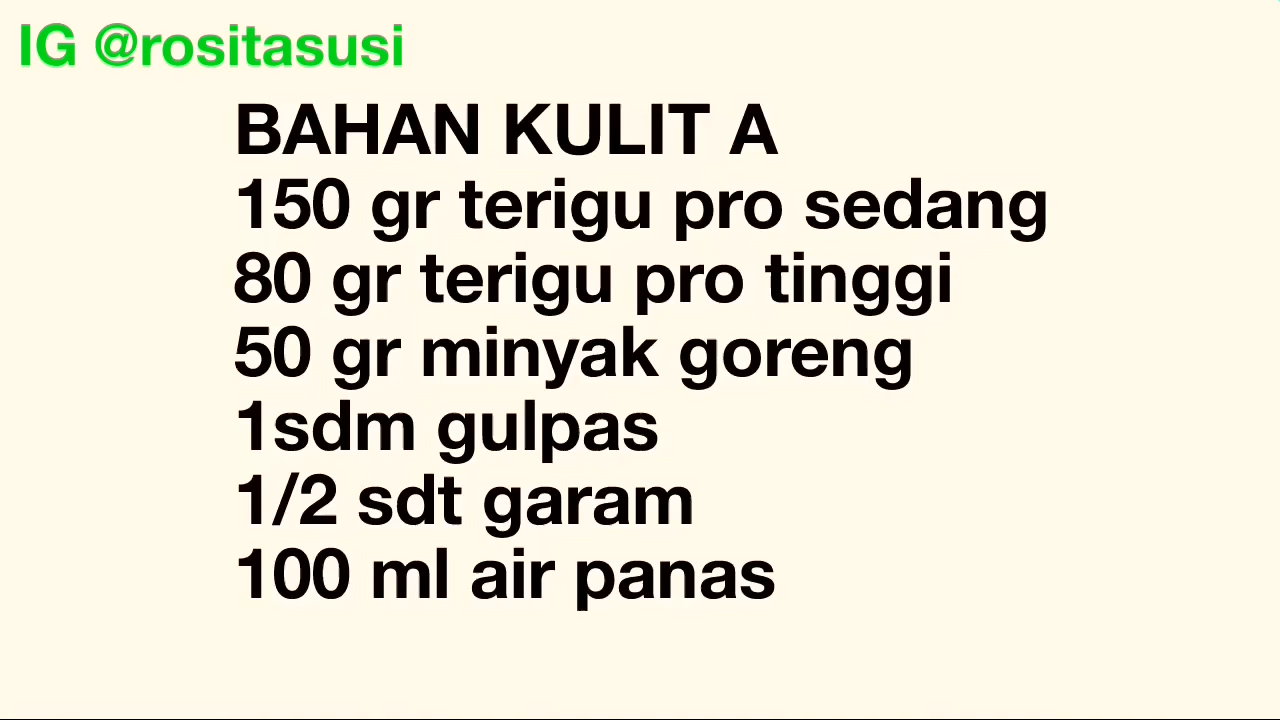 IG @rositasusi
BAHAN KULIT A
150 gr terigu pro sedang
80 gr terigu pro tinggi
50 gr minyak goreng
1sdm gulpas
1/2 sdt garam
100 ml air panas